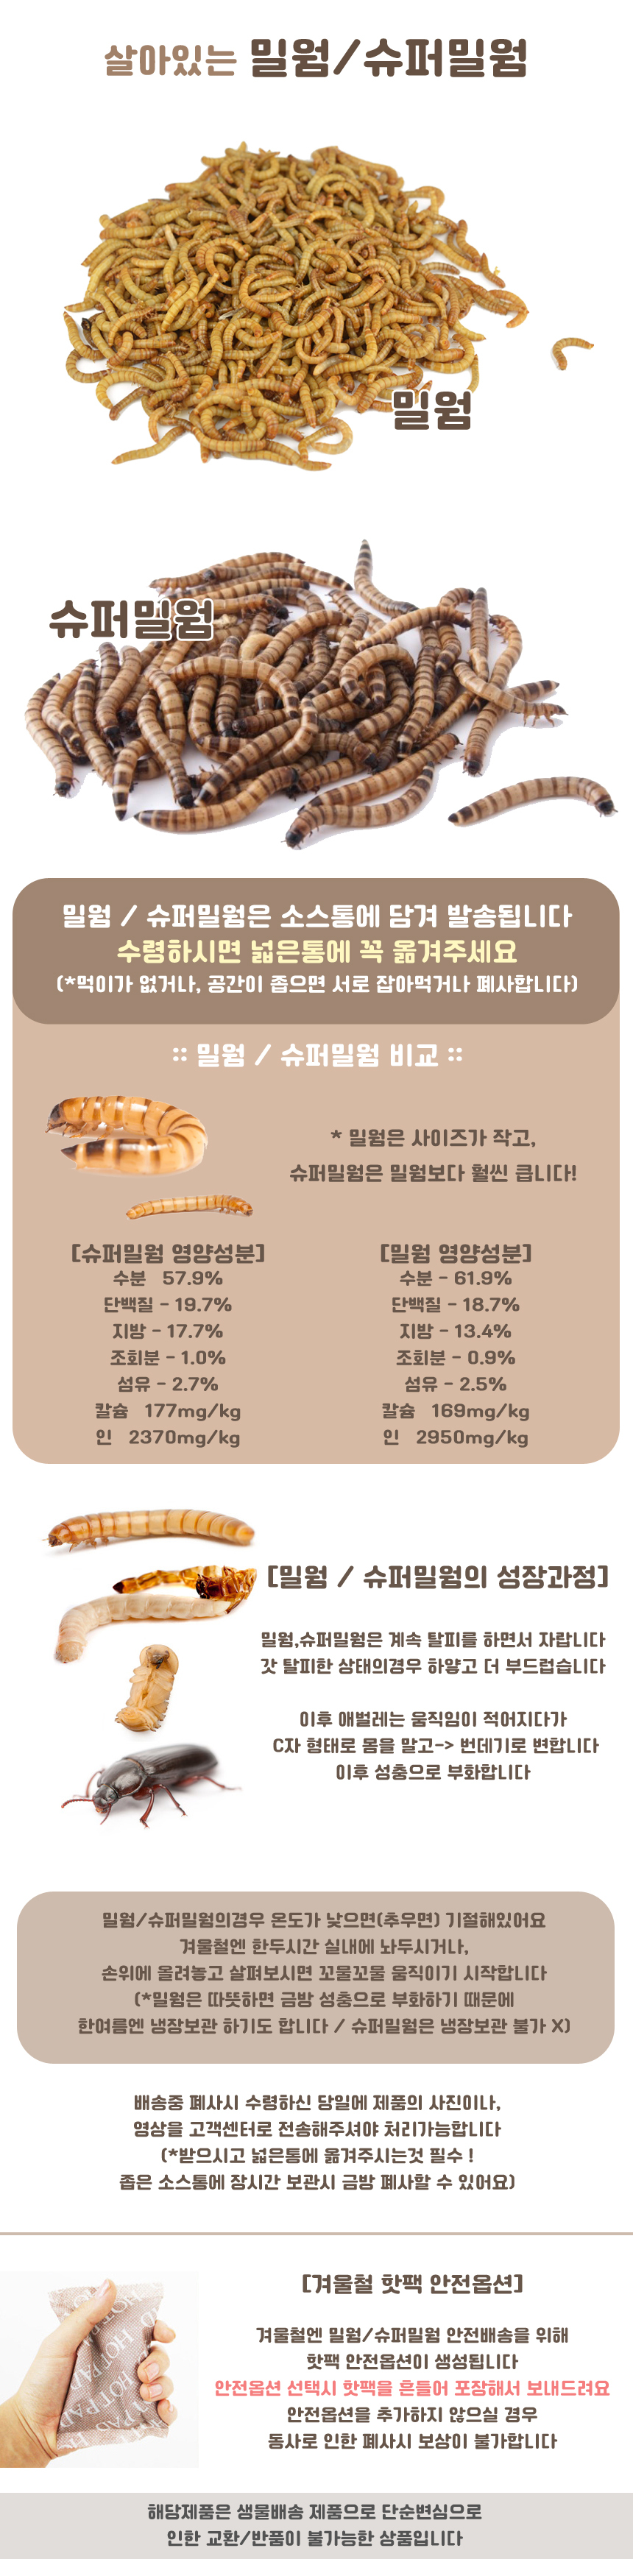 살아있는 밀웜/슈퍼밀웜
밀웜
슈퍼밀웜
밀웜 / 슈퍼밀웜은 소스통에 담겨 발송됩니다
수령하시면 넓은통에 꼭 옮겨주세요
(*먹이가 없거나, 공간이 좁으면 서로 잡아먹거나 폐사합니다)
:: 밀웜 / 슈퍼밀웜 비교 ::
* 밀웜은 사이즈가 작고,
슈퍼밀웜은 밀웜보다 훨씬 큽니다!
[슈퍼밀웜 영양성분]
수분 57.9%
단백질 - 19.7%
지방 - 17.7%
조회분 - 1.0%
섬유 - 2.7%
칼슘 177mg/kg
인 2370mg/kg
[밀웜 영양성분]
수분 - 61.9%
단백질 - 18.7%
지방 - 13.4%
조회분 - 0.9%
섬유 - 2.5%
칼슘 169mg/kg
인 2950mg/kg
[밀웜 / 슈퍼밀웜의 성장과정]
밀웜,슈퍼밀웜은 계속 탈피를 하면서 자랍니다
갓 탈피한 상태의경우 하얗고 더 부드럽습니다
이후 애벌레는 움직임이 적어지다가
C자 형태로 몸을 말고-> 번데기로 변합니다
이후 성충으로 부화합니다
밀웜/슈퍼밀웜의경우 온도가 낮으면(추우면) 기절해있어요
겨울철엔 한두시간 실내에 놔두시거나,
손위에 올려놓고 살펴보시면 꼬물꼬물 움직이기 시작합니다
(*밀웜은 따뜻하면 금방 성충으로 부화하기 때문에
한여름엔 냉장보관 하기도 합니다 / 슈퍼밀웜은 냉장보관 불가 X)
배송중 폐사시 수령하신 당일에 제품의 사진이나,
영상을 고객센터로 전송해주셔야 처리가능합니다
(*받으시고 넓은통에 옮겨주시는것 필수 !
좁은 소스통에 장시간 보관시 금방 폐사할 수 있어요)
[겨울철 핫팩 안전옵션]
겨울철엔 밀웜/슈퍼밀웜 안전배송을 위해
핫팩 안전옵션이 생성됩니다
안전옵션 선택시 핫팩을 흔들어 포장해서 보내드려요
안전옵션을 추가하지 않으실 경우
동사로 인한 폐사시 보상이 불가합니다
HOT PAD
해당제품은 생물배송 제품으로 단순변심으로
인한 교환/반품이 불가능한 상품입니다